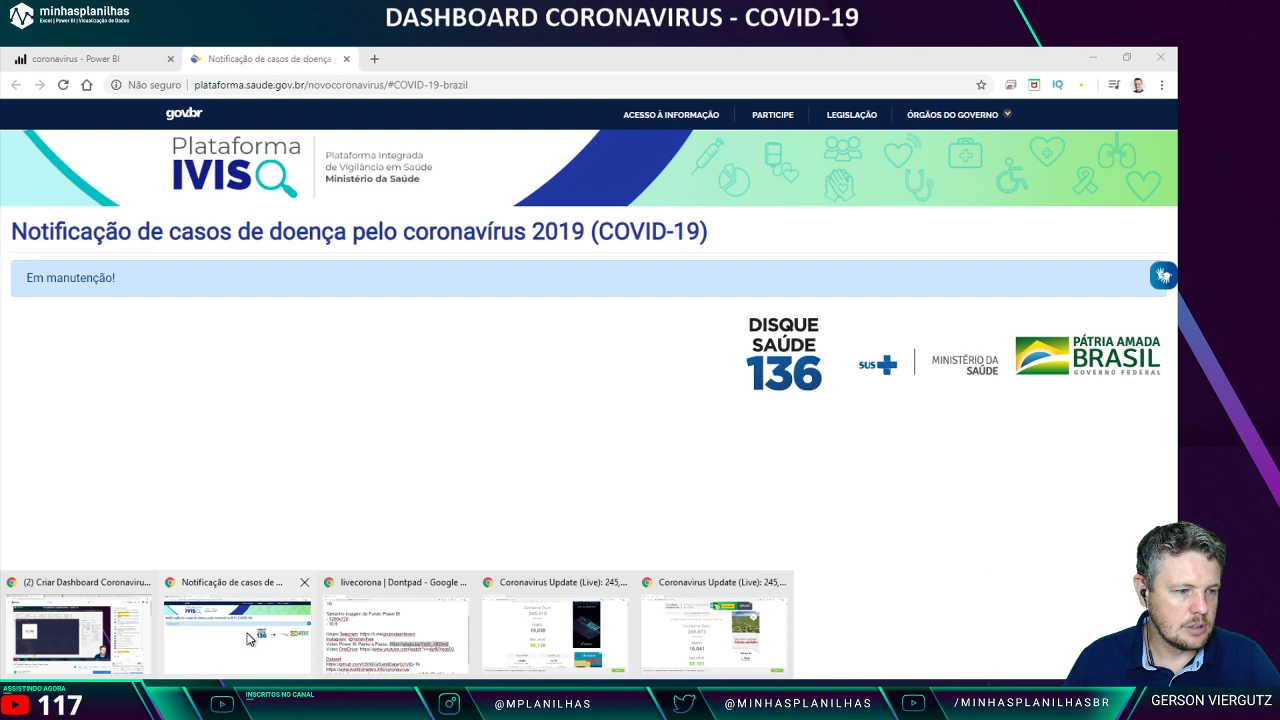 minhasplanilhas
Excel | Power BI | Visualização de Dados
DASHBOARD CORONAVIRUS - COVID-19
coronavirus - Power BI
Notificação de casos de doença
Não seguro
plataforma.saude.gov.br/novocoronavirus/#COVID-19-brazil
IQ
gov.br
ACESSO À INFORMAÇÃO
PARTICIPE
LEGISLAÇÃO
ÓRGÃOS DO GOVERNO
Plataforma
IVIS
Plataforma Integrada
de Vigilância em Saúde
Ministério da Saúde
Notificação de casos de doença pelo coronavírus 2019 (COVID-19)
Em manutenção!
DISQUE
SAÚDE
136
SUS
MINISTÉRIO DA
SAÚDE
PÁTRIA AMADA
BRASIL
GOVERNO FEDERAL
(2) Criar Dashboard Coronaviru...
Notificação de casos de ...
livecorona | Dontpad - Google ...
Coronavirus Update (Live): 245,...
Coronavirus Update (Live): 245,...
ASSISTINDO AGORA
117
INSCRITOS NO CANAL
@MPLANILHAS
@MINHASPLANILHAS
/MINHASPLANILHASBR
GERSON VIERGUTZ